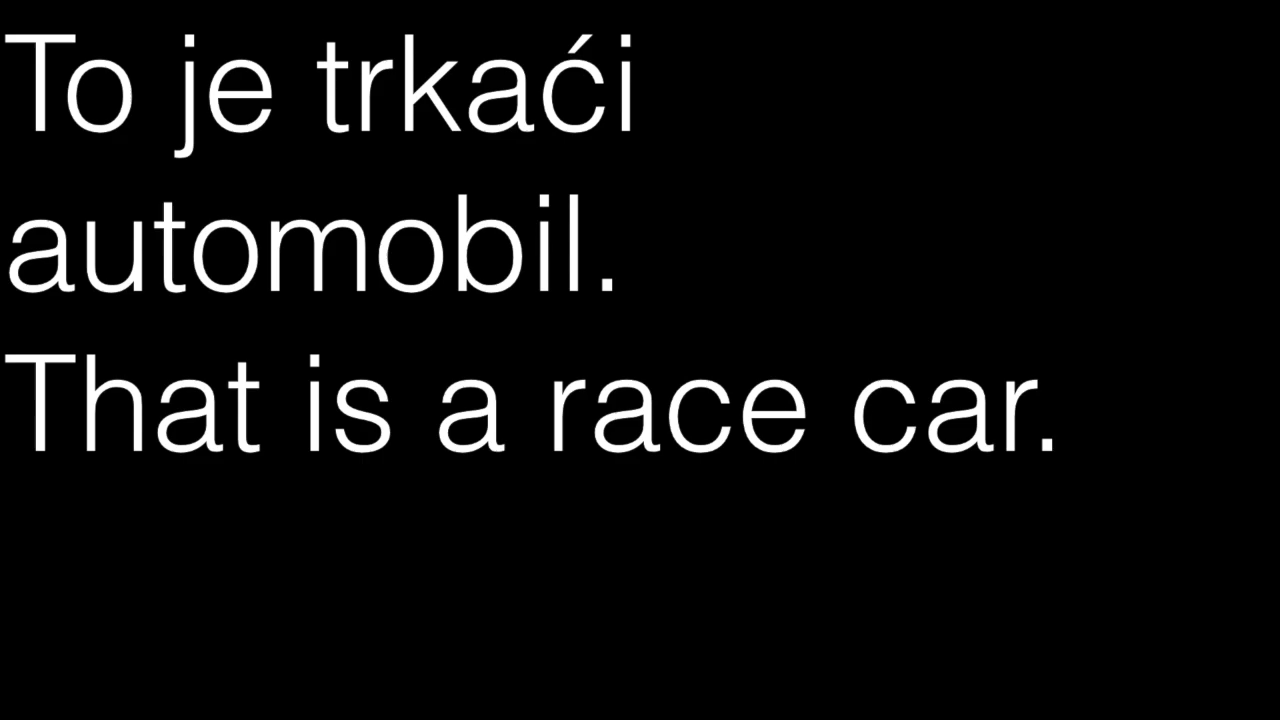 To je trkaći
automobil.
That is a race car.